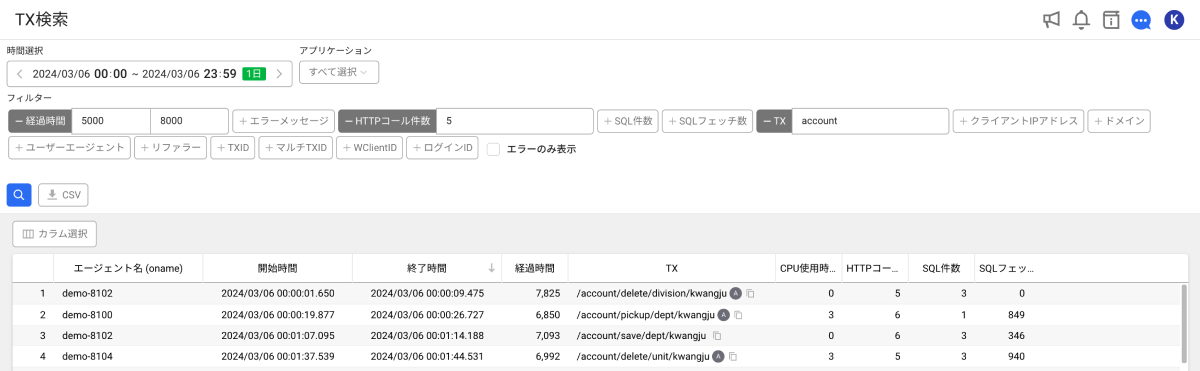 TX検索
K
時間選択 アプリケーション
2024/03/06 00:00 ~ 2024/03/06 23:59 1日 すべて選択
フィルター
経過時間 5000 8000 + エラーメッセージ HTTPコール件数 5 + SQL件数 + SQLフェッチ数 TX account + クライアントIPアドレス + ドメイン
+ ユーザーエージェント + リファラー + TXID + マルチTXID + WClientID + ログインID エラーのみ表示
CSV
カラム選択
エージェント名 (oname) 開始時間 終了時間 ↓ 経過時間 TX CPU使用時... HTTPコー... SQL件数 SQLフェッ...
1 demo-8102 2024/03/06 00:00:01.650 2024/03/06 00:00:09.475 7,825 /account/delete/division/kwangju A 0 5 3 0
2 demo-8100 2024/03/06 00:00:19.877 2024/03/06 00:00:26.727 6,850 /account/pickup/dept/kwangju A 3 6 1 849
3 demo-8102 2024/03/06 00:01:07.095 2024/03/06 00:01:14.188 7,093 /account/save/dept/kwangju 0 6 3 346
4 demo-8104 2024/03/06 00:01:37.539 2024/03/06 00:01:44.531 6,992 /account/delete/unit/kwangju A 3 5 3 940